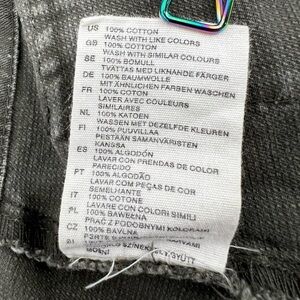 US 100% COTTON
WASH WITH LIKE COLORS
GB 100% COTTON
WASH WITH SIMILAR COLOURS
SE 100% BOMULL
TVÄTTAS MED LIKNANDE FÄRGER
DE 100% BAUMWOLLE
MIT ÄHNLICHEN FARBEN WASCHEN
FR 100% COTON
LAVER AVEC COULEURS
SIMILAIRES
NL 100% KATOEN
WASSEN MET DEZELFDE KLEUREN
FI 100% PUUVILLAA
PESTÄÄN SAMANVÄRISTEN
KANSSA
ES 100% ALGODÓN
LAVAR CON PRENDAS DE COLOR
PARECIDO
PT 100% ALGODÃO
LAVAR COM PEÇAS DE COR
SEMELHANTE
IT 100% COTONE
LAVARE CON COLORI SIMILI
PL 100% BAWEŁNA
PRAĆ Z PODOBNYMI KOLORAMI
CZ 100% BAVLNA